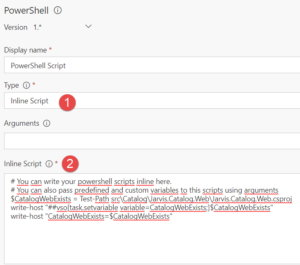 PowerShell
Version 1.*
Display name *
PowerShell Script
Type *
Inline Script
1
Arguments
Inline Script * 2
# You can write your powershell scripts inline here.
# You can also pass predefined and custom variables to this scripts using arguments
$CatalogWebExists = Test-Path src\Catalog\Jarvis.Catalog.Web\Jarvis.Catalog.Web.csproj
write-host "##vso[task.setvariable variable=CatalogWebExists;]$CatalogWebExists"
write-host "CatalogWebExists=$CatalogWebExists"